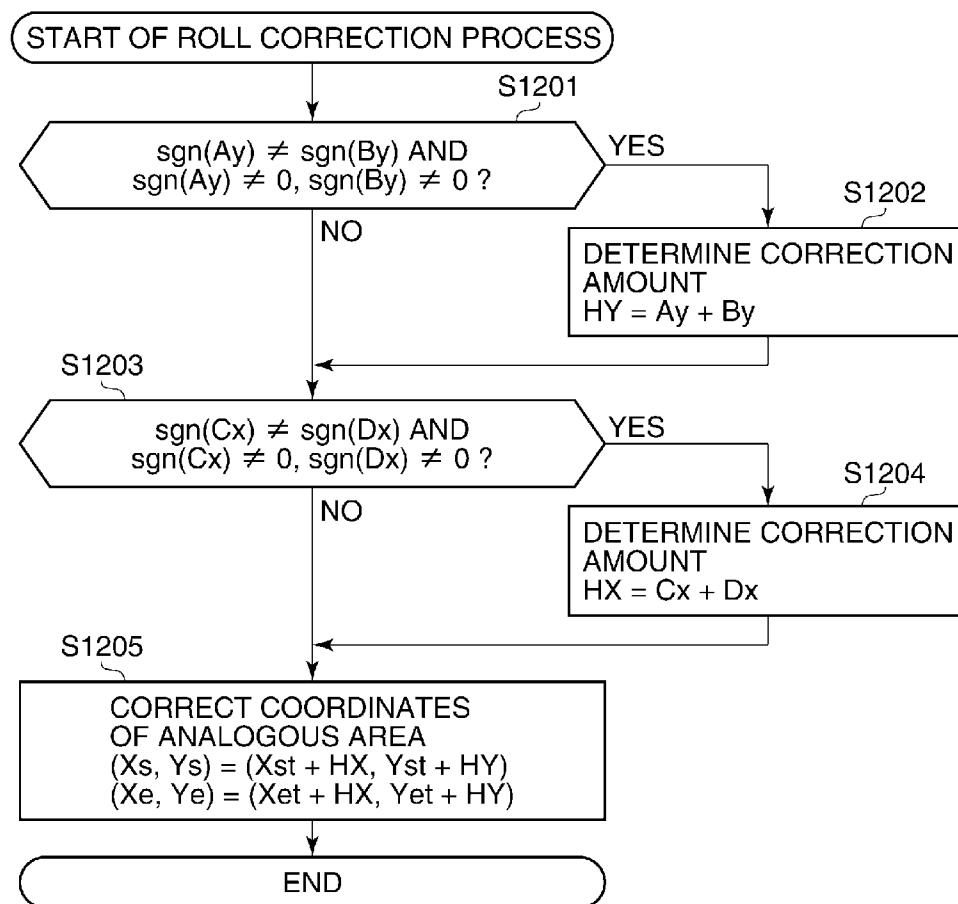 START OF ROLL CORRECTION PROCESS
S1201
sgn(Ay) ≠ sgn(By) AND
sgn(Ay) ≠ 0, sgn(By) ≠ 0 ?
YES
NO
S1202
DETERMINE CORRECTION
AMOUNT
HY = Ay + By
S1203
sgn(Cx) ≠ sgn(Dx) AND
sgn(Cx) ≠ 0, sgn(Dx) ≠ 0 ?
YES
NO
S1204
DETERMINE CORRECTION
AMOUNT
HX = Cx + Dx
S1205
CORRECT COORDINATES
OF ANALOGOUS AREA
(Xs, Ys) = (Xst + HX, Yst + HY)
(Xe, Ye) = (Xet + HX, Yet + HY)
END